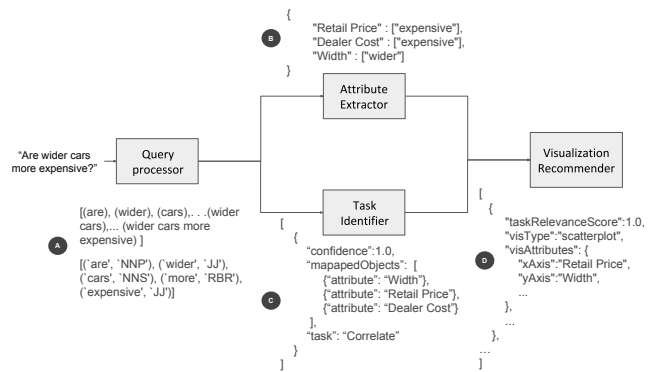 {
"Retail Price" : ["expensive"],
"Dealer Cost" : ["expensive"],
"Width" : ["wider"]
}
B
Attribute
Extractor
“Are wider cars
more expensive?”
Query
processor
Visualization
Recommender
Task
Identifier
A
[(are), (wider), (cars),. . .(wider
cars),... (wider cars more
expensive) ]
[(`are', `NNP'), (`wider', `JJ'),
(`cars', `NNS'), (`more', `RBR'),
(`expensive', `JJ')]
C
[
{
“confidence”:1.0,
“mapapedObjects”: [
{“attribute”: “Width”},
{“attribute”: “Retail Price”},
{“attribute”: “Dealer Cost”}
],
“task”: “Correlate”
}
]
D
[
{
"taskRelevanceScore":1.0,
"visType":"scatterplot",
"visAttributes": {
"xAxis":"Retail Price",
"yAxis":"Width",
...
},
...
},
…
]